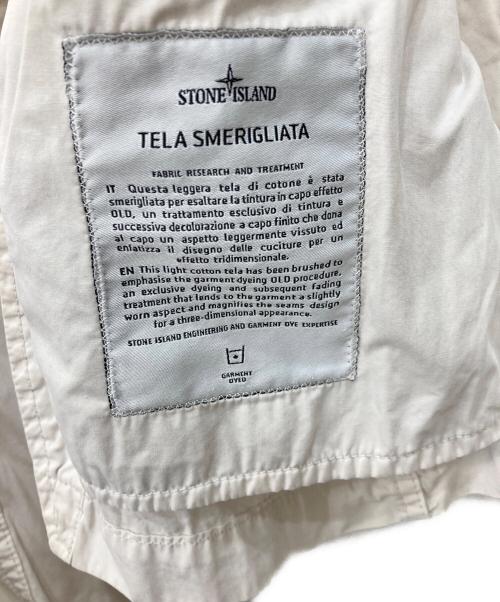 STONE ISLAND
TELA SMERIGLIATA
FABRIC RESEARCH AND TREATMENT
IT Questa leggera tela di cotone è stata
smerigliata per esaltare la tintura in capo effetto
OLD, un trattamento esclusivo di tintura e
successiva decolorazione a capo finito che dona
al capo un aspetto leggermente vissuto ed
enfatizza il disegno delle cuciture per un
effetto tridimensionale.
EN This light cotton tela has been brushed to
emphasise the garment dyeing OLD procedure,
an exclusive dyeing and subsequent fading
treatment that lends to the garment a slightly
worn aspect and magnifies the seams design
for a three-dimensional appearance.
STONE ISLAND ENGINEERING AND GARMENT DYE EXPERTISE
GARMENT
DYED